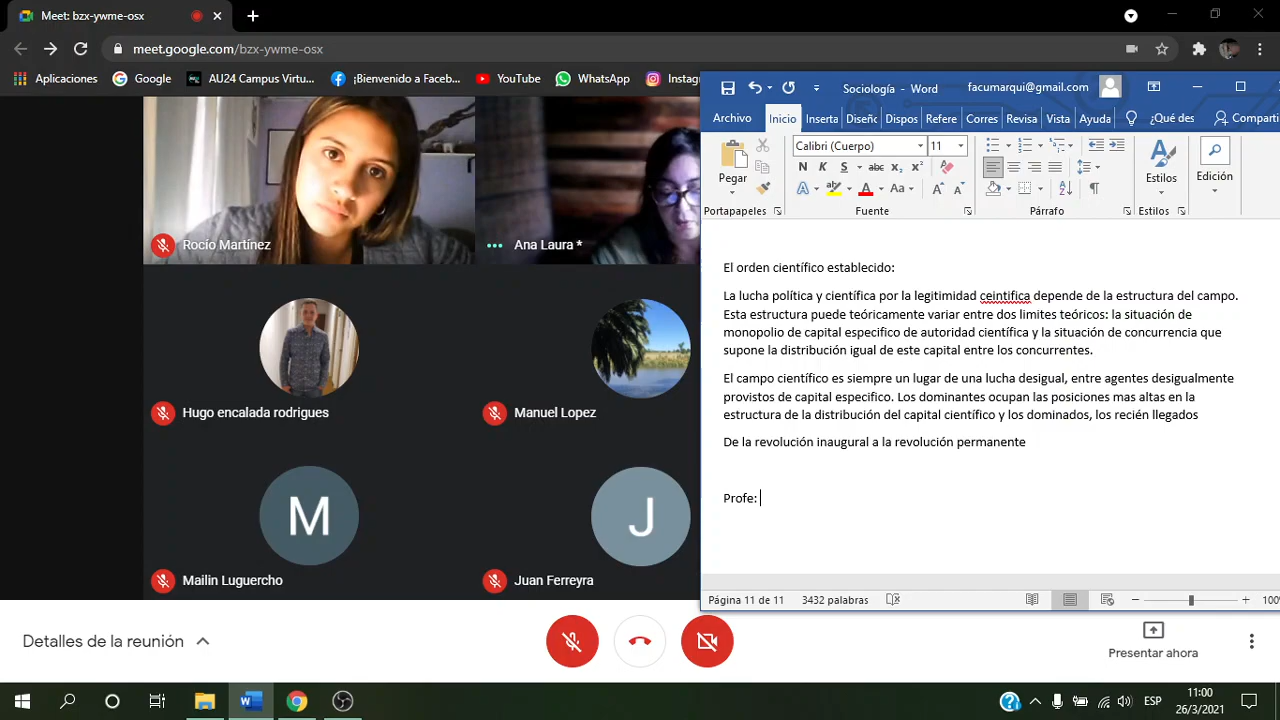 Meet: bzx-ywme-osx
meet.google.com/bzx-ywme-osx
Aplicaciones Google AU24 Campus Virtu... ¡Bienvenido a Faceb... YouTube WhatsApp Instag
Rocío Martínez
Ana Laura *
Hugo encalada rodrigues
Manuel Lopez
M
J
Mailin Luguercho
Juan Ferreyra
Detalles de la reunión
Presentar ahora
Sociología - Word facumarqui@gmail.com
Archivo Inicio Inserta Diseño Dispos Refere Corres Revisa Vista Ayuda ¿Qué des Comparti
Pegar
Calibri (Cuerpo) 11
N K S abc x₂ x²
A A Aa A A
Estilos
Edición
Portapapeles Fuente Párrafo Estilos
El orden científico establecido:
La lucha política y científica por la legitimidad ceintifica depende de la estructura del campo.
Esta estructura puede teóricamente variar entre dos limites teóricos: la situación de
monopolio de capital especifico de autoridad científica y la situación de concurrencia que
supone la distribución igual de este capital entre los concurrentes.
El campo científico es siempre un lugar de una lucha desigual, entre agentes desigualmente
provistos de capital especifico. Los dominantes ocupan las posiciones mas altas en la
estructura de la distribución del capital científico y los dominados, los recién llegados
De la revolución inaugural a la revolución permanente
Profe:
Página 11 de 11 3432 palabras 100
ESP
11:00
26/3/2021